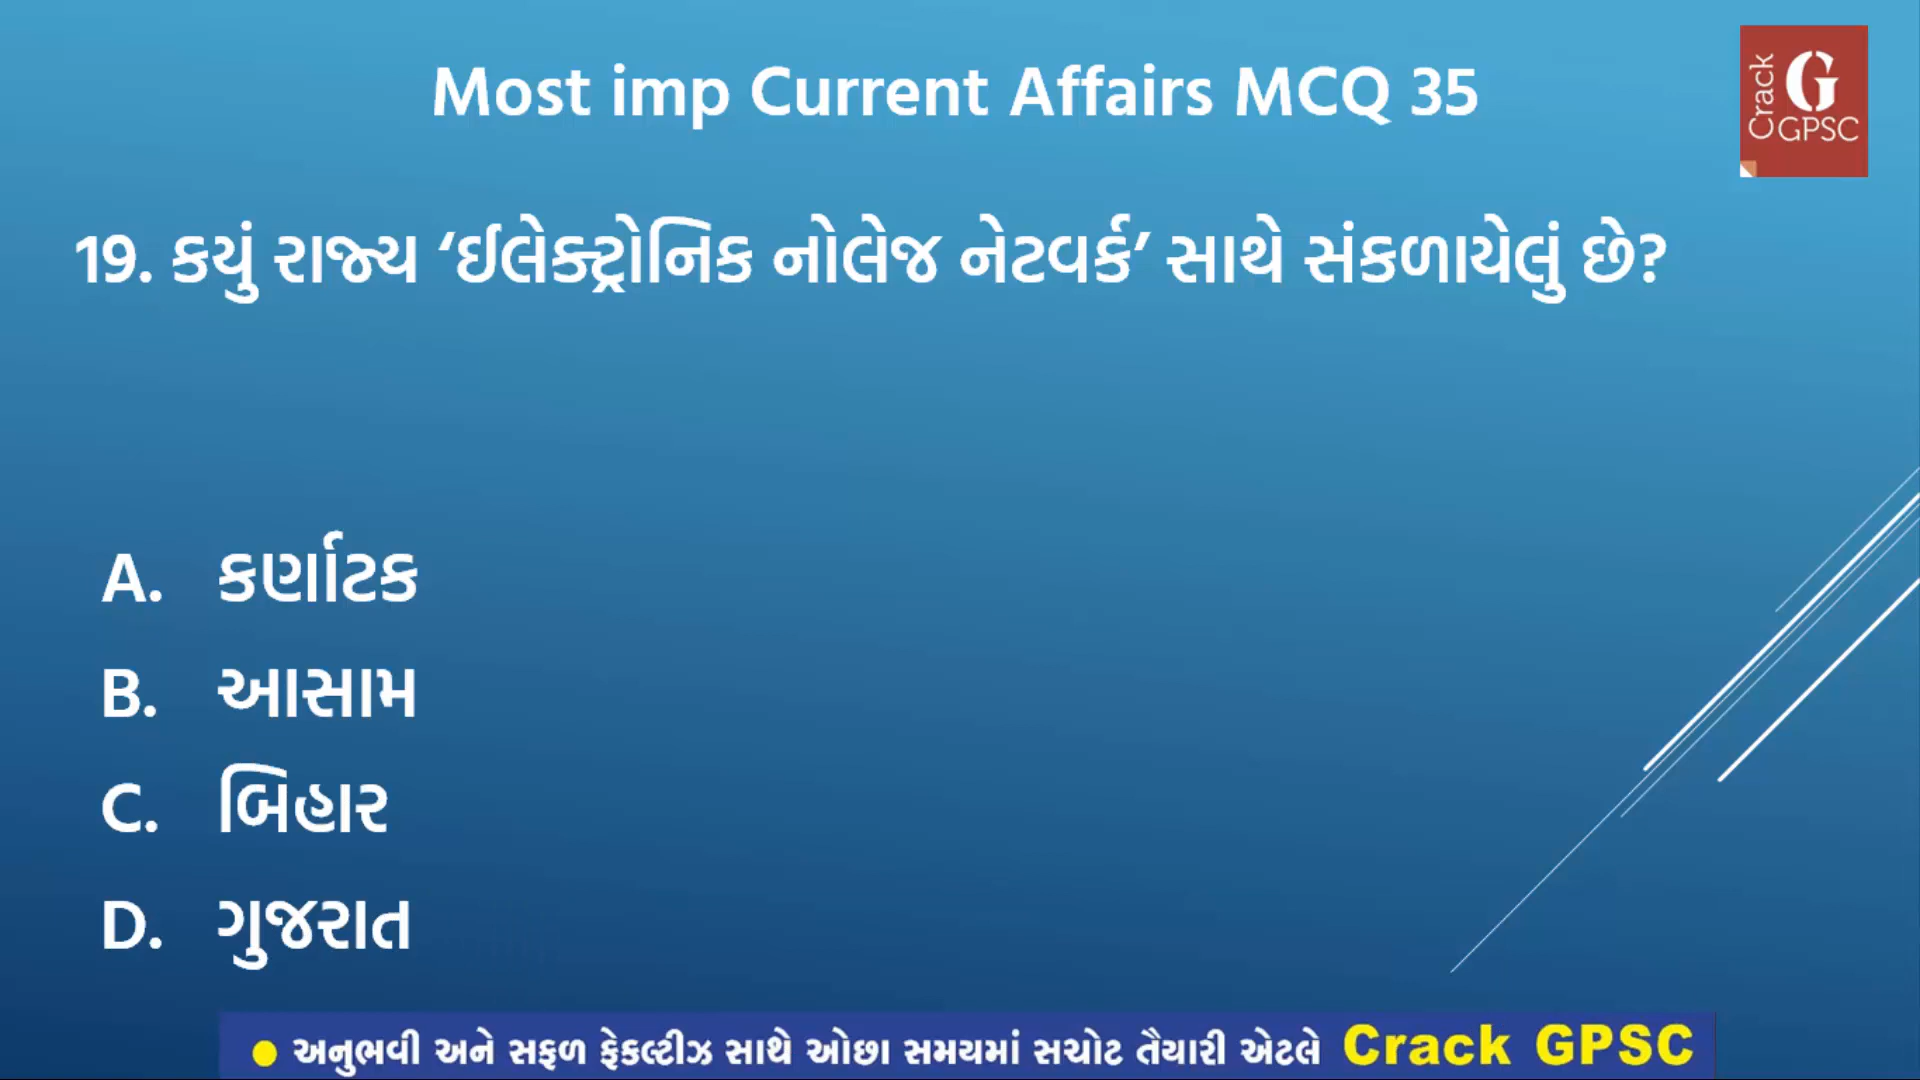 Most imp Current Affairs MCQ 35
Crack
G
GPSC
19. કયું રાજ્ય ‘ઈલેક્ટ્રોનિક નોલેજ નેટવર્ક’ સાથે સંકળાયેલું છે?
A. કર્ણાટક
B. આસામ
C. બિહાર
D. ગુજરાત
● અનુભવી અને સફળ ફેકલ્ટીઝ સાથે ઓછા સમયમાં સચોટ તૈયારી એટલે Crack GPSC